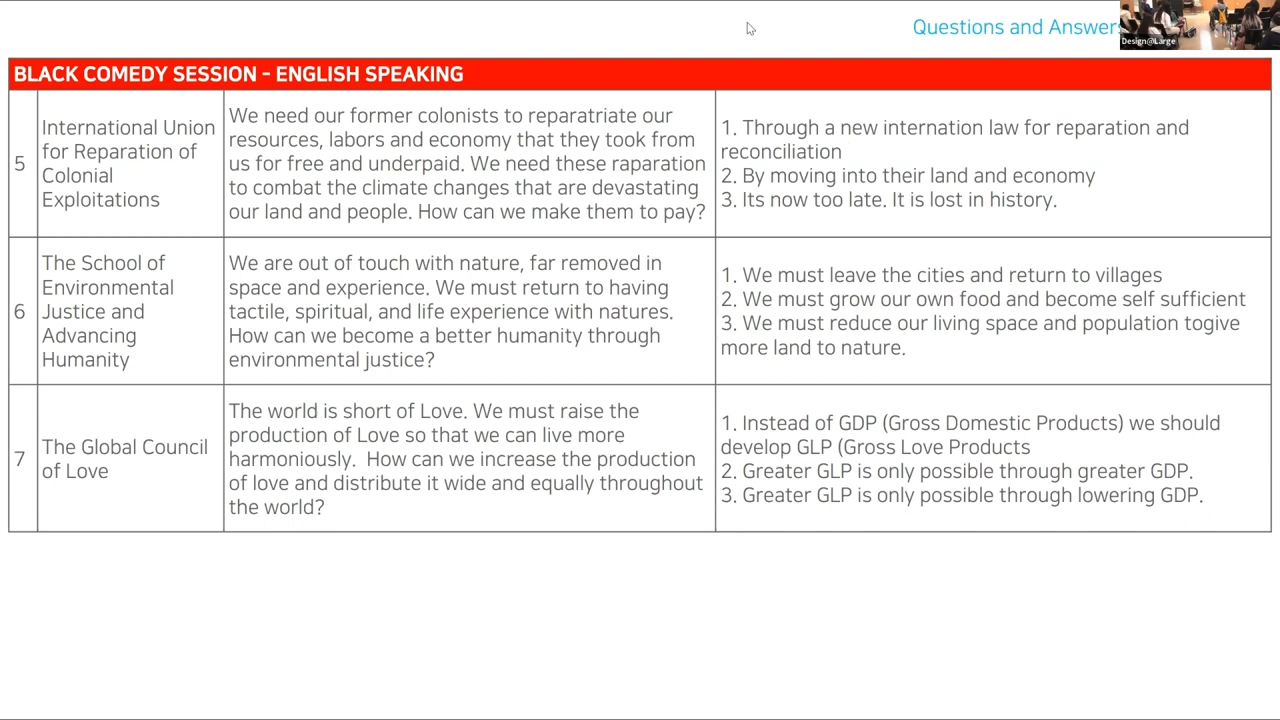 Questions and Answers
Design@Large
BLACK COMEDY SESSION - ENGLISH SPEAKING
5
International Union
for Reparation of
Colonial
Exploitations
We need our former colonists to reparatriate our
resources, labors and economy that they took from
us for free and underpaid. We need these raparation
to combat the climate changes that are devastating
our land and people. How can we make them to pay?
1. Through a new internation law for reparation and
reconciliation
2. By moving into their land and economy
3. Its now too late. It is lost in history.
6
The School of
Environmental
Justice and
Advancing
Humanity
We are out of touch with nature, far removed in
space and experience. We must return to having
tactile, spiritual, and life experience with natures.
How can we become a better humanity through
environmental justice?
1. We must leave the cities and return to villages
2. We must grow our own food and become self sufficient
3. We must reduce our living space and population togive
more land to nature.
7
The Global Council
of Love
The world is short of Love. We must raise the
production of Love so that we can live more
harmoniously.  How can we increase the production
of love and distribute it wide and equally throughout
the world?
1. Instead of GDP (Gross Domestic Products) we should
develop GLP (Gross Love Products
2. Greater GLP is only possible through greater GDP.
3. Greater GLP is only possible through lowering GDP.